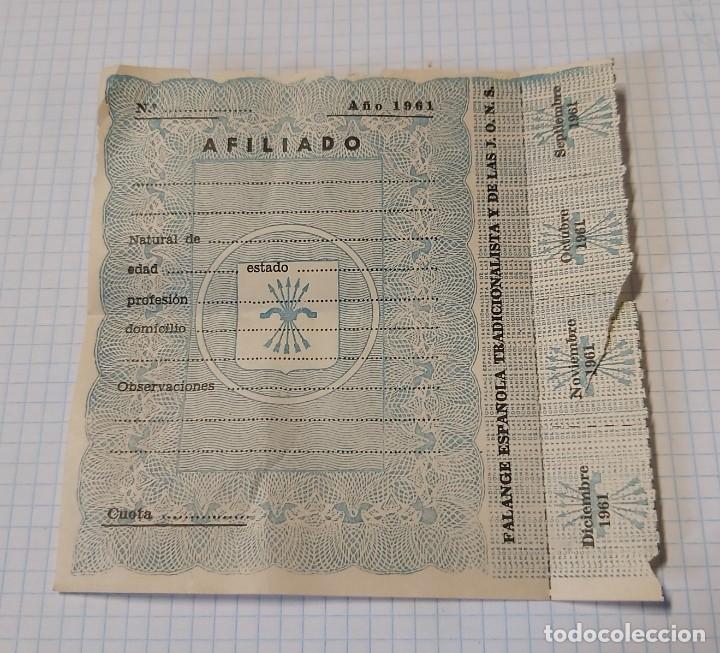 N.º
Año 1961
AFILIADO
Natural de
edad estado
profesión
domicilio
Observaciones
Cuota
FALANGE ESPAÑOLA TRADICIONALISTA Y DE LAS J. O. N. S.
Septiembre
1961
Octubre
1961
Noviembre
1961
Diciembre
1961
todocoleccion